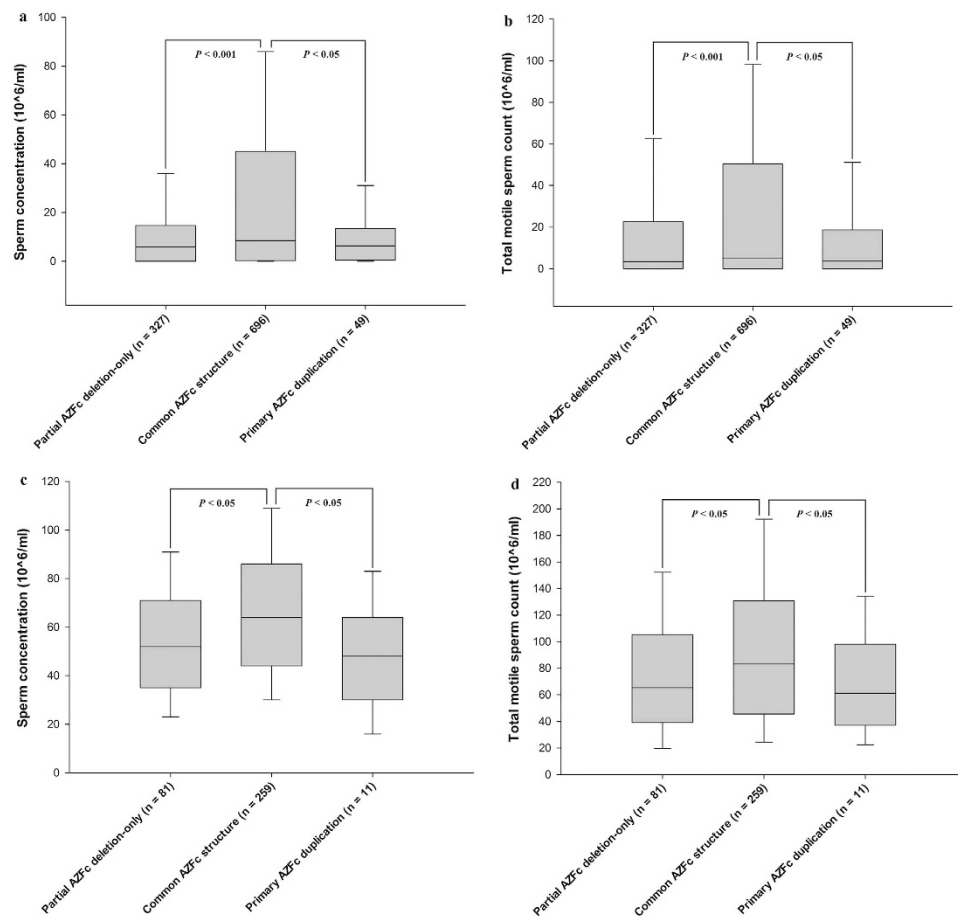 a
Sperm concentration (10^6/ml)
100
80
60
40
20
0
P < 0.001
P < 0.05
Partial AZFc deletion-only (n = 327)
Common AZFc structure (n = 696)
Primary AZFc duplication (n = 49)
b
Total motile sperm count (10^6/ml)
120
100
80
60
40
20
0
P < 0.001
P < 0.05
Partial AZFc deletion-only (n = 327)
Common AZFc structure (n = 696)
Primary AZFc duplication (n = 49)
c
Sperm concentration (10^6/ml)
120
100
80
60
40
20
0
P < 0.05
P < 0.05
Partial AZFc deletion-only (n = 81)
Common AZFc structure (n = 259)
Primary AZFc duplication (n = 11)
d
Total motile sperm count (10^6/ml)
220
200
180
160
140
120
100
80
60
40
20
0
P < 0.05
P < 0.05
Partial AZFc deletion-only (n = 81)
Common AZFc structure (n = 259)
Primary AZFc duplication (n = 11)